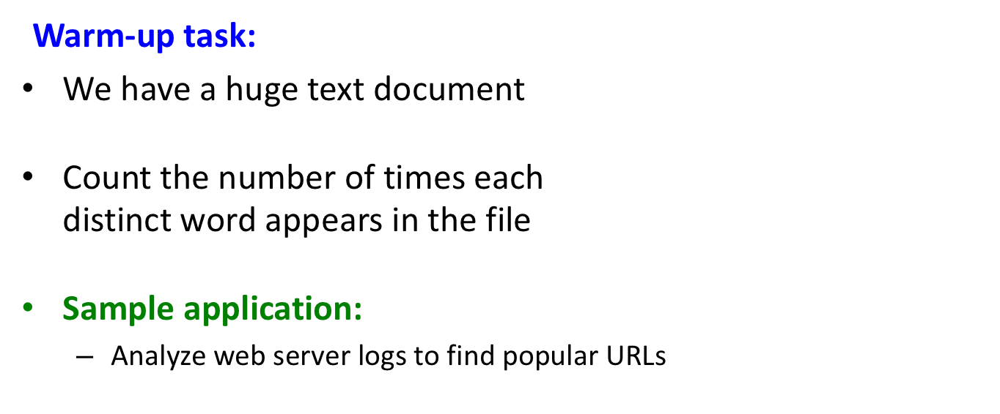 Warm-up task:
• We have a huge text document
• Count the number of times each
distinct word appears in the file
• Sample application:
– Analyze web server logs to find popular URLs